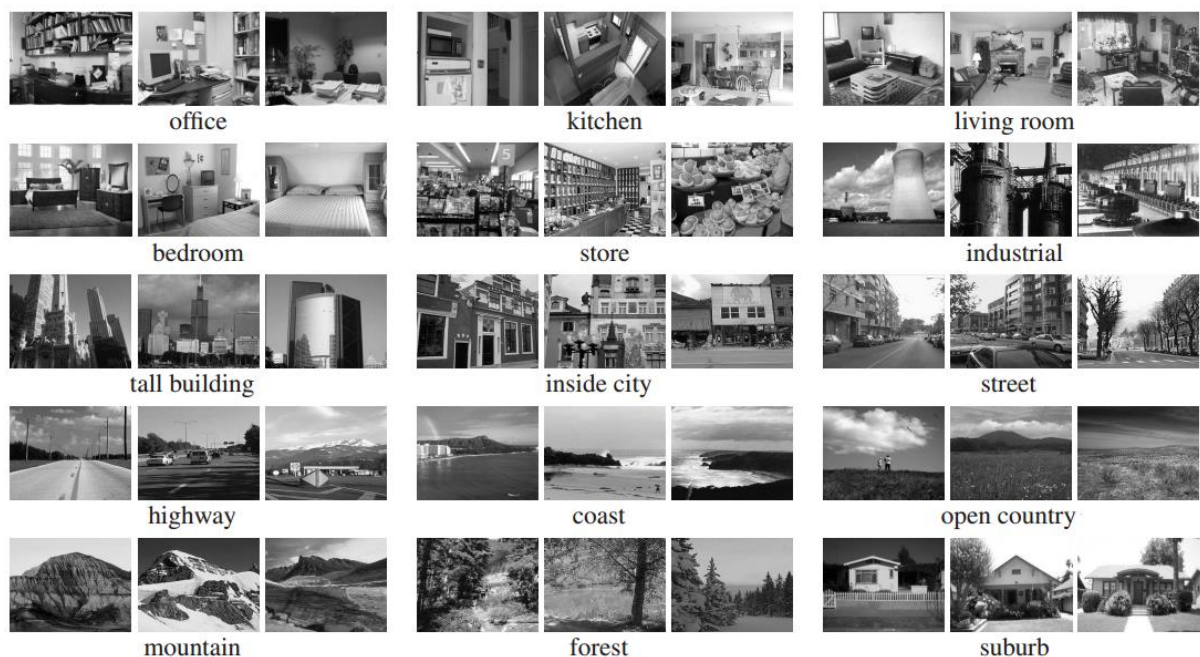 office
kitchen
living room
5
bedroom
store
industrial
tall building
inside city
street
highway
coast
open country
mountain
forest
suburb